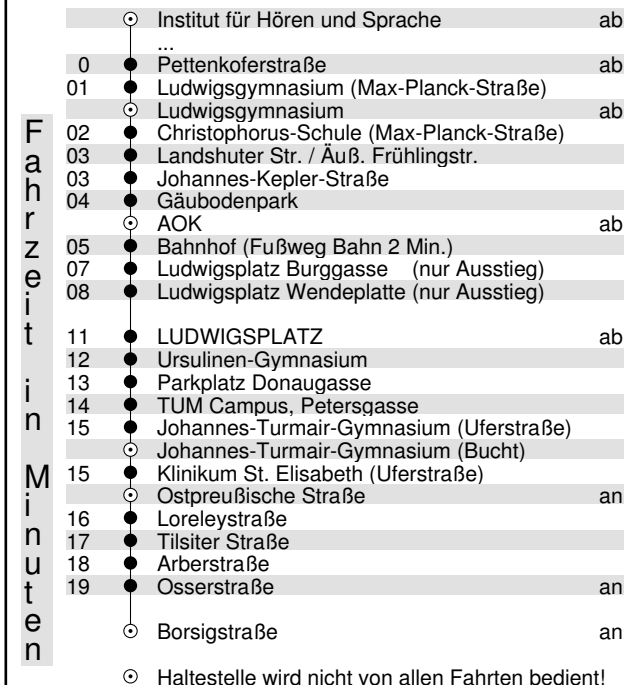 Institut für Hören und Sprache ab
...
0 Pettenkoferstraße ab
01 Ludwigsgymnasium (Max-Planck-Straße)
Ludwigsgymnasium ab
02 Christophorus-Schule (Max-Planck-Straße)
03 Landshuter Str. / Äuß. Frühlingstr.
03 Johannes-Kepler-Straße
04 Gäubodenpark
AOK ab
05 Bahnhof (Fußweg Bahn 2 Min.)
07 Ludwigsplatz Burggasse (nur Ausstieg)
08 Ludwigsplatz Wendeplatte (nur Ausstieg)
11 LUDWIGSPLATZ ab
12 Ursulinen-Gymnasium
13 Parkplatz Donaugasse
14 TUM Campus, Petersgasse
15 Johannes-Turmair-Gymnasium (Uferstraße)
Johannes-Turmair-Gymnasium (Bucht)
15 Klinikum St. Elisabeth (Uferstraße)
Ostpreußische Straße an
16 Loreleystraße
17 Tilsiter Straße
18 Arberstraße
19 Osserstraße an
Borsigstraße an
Haltestelle wird nicht von allen Fahrten bedient!
Fahrzeit in Minuten